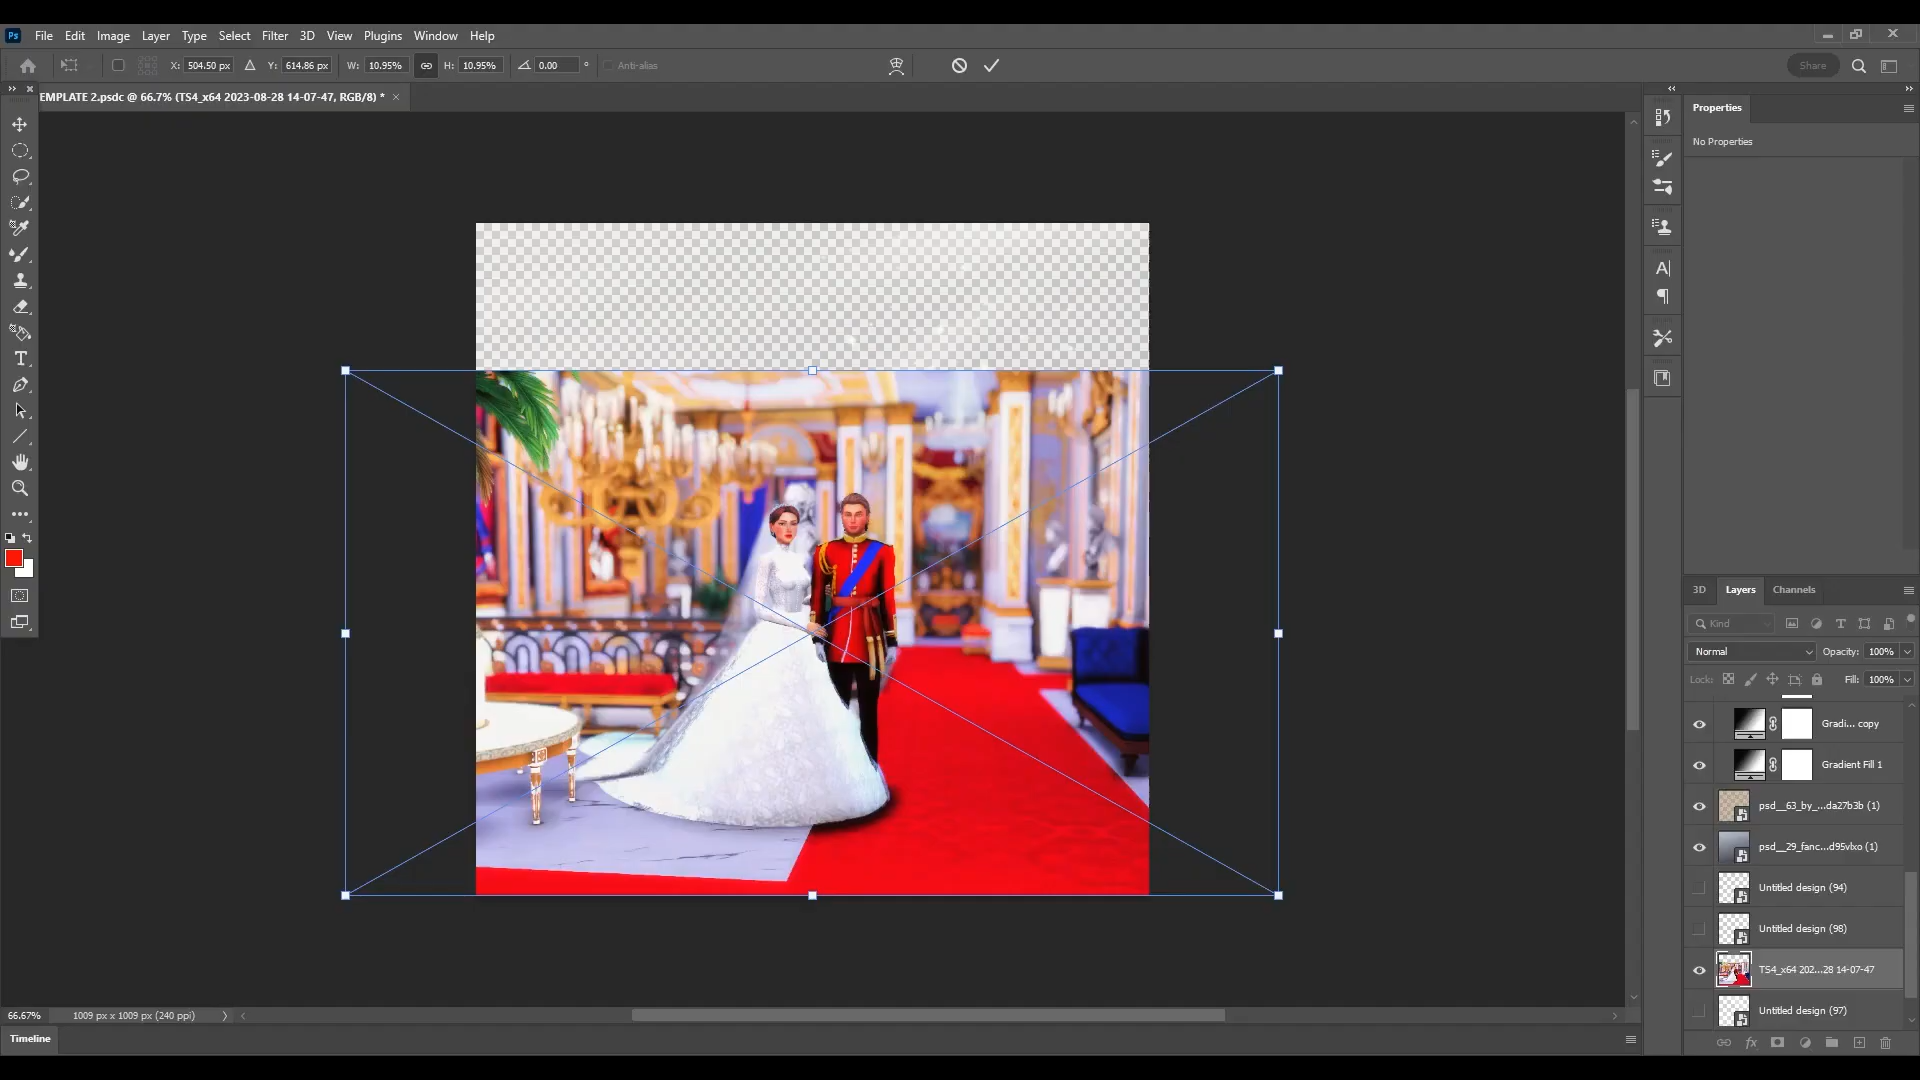 Ps File Edit Image Layer Type Select Filter 3D View Plugins Window Help
X: 504.50 px Y: 614.86 px W: 10.95% H: 10.95% 0.00 ° Anti-alias Share
EMPLATE 2.psdc @ 66.7% (TS4_x64 2023-08-28 14-07-47, RGB/8) * ×
Properties
No Properties
3D Layers Channels
Kind
Normal Opacity: 100%
Lock: Fill: 100%
Gradi... copy
Gradient Fill 1
psd__63_by_...da27b3b (1)
psd__29_fanc...d95vlxo (1)
Untitled design (94)
Untitled design (98)
TS4_x64 202...28 14-07-47
Untitled design (97)
fx
66.67% 1009 px x 1009 px (240 ppi)
Timeline